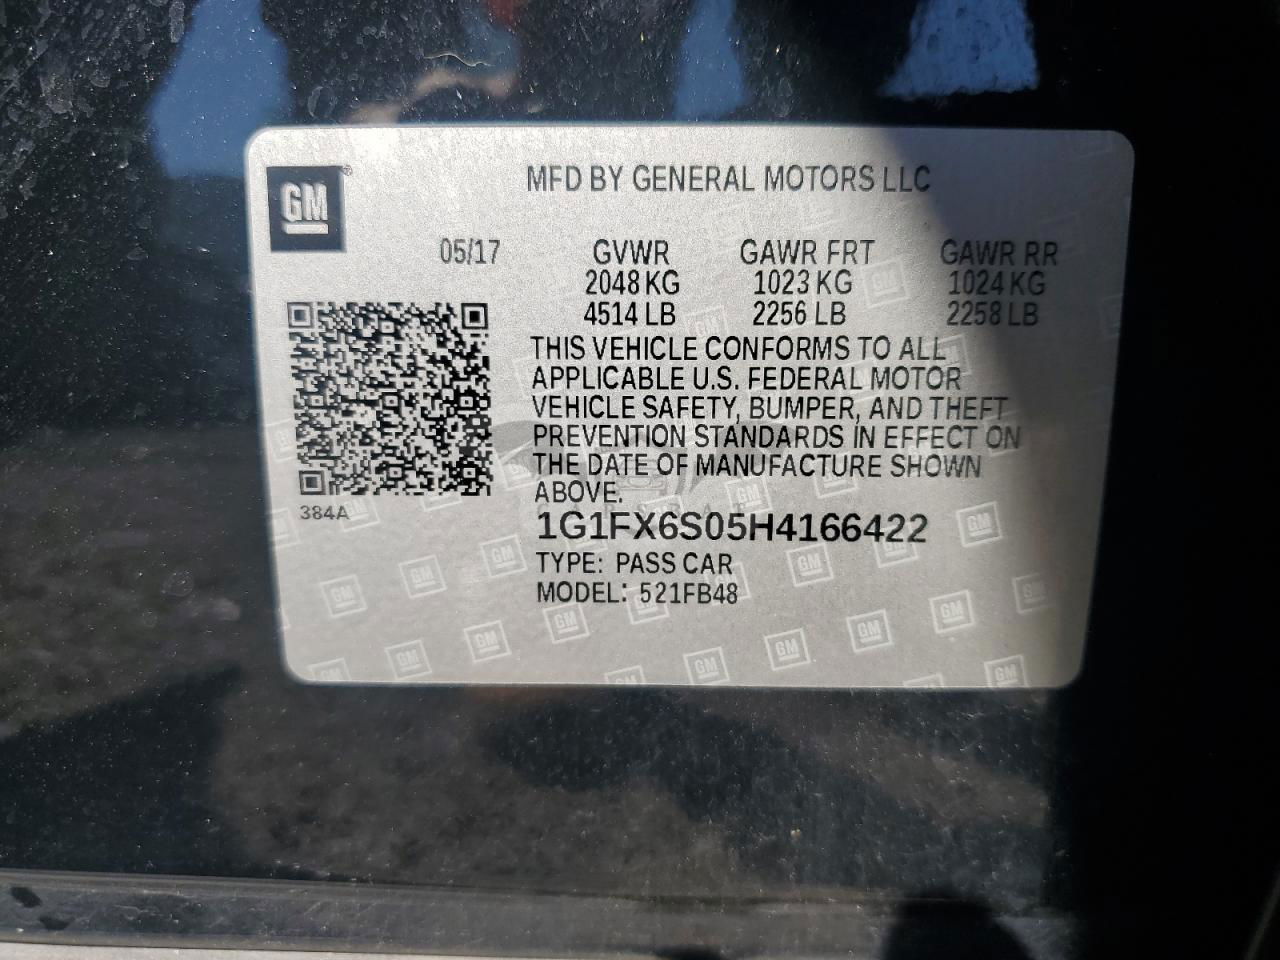 GM®
MFD BY GENERAL MOTORS LLC
05/17 GVWR GAWR FRT GAWR RR
2048 KG 1023 KG 1024 KG
4514 LB 2256 LB 2258 LB
THIS VEHICLE CONFORMS TO ALL
APPLICABLE U.S. FEDERAL MOTOR
VEHICLE SAFETY, BUMPER, AND THEFT
PREVENTION STANDARDS IN EFFECT ON
THE DATE OF MANUFACTURE SHOWN
ABOVE.
384A
1G1FX6S05H4166422
TYPE: PASS CAR
MODEL: 521FB48